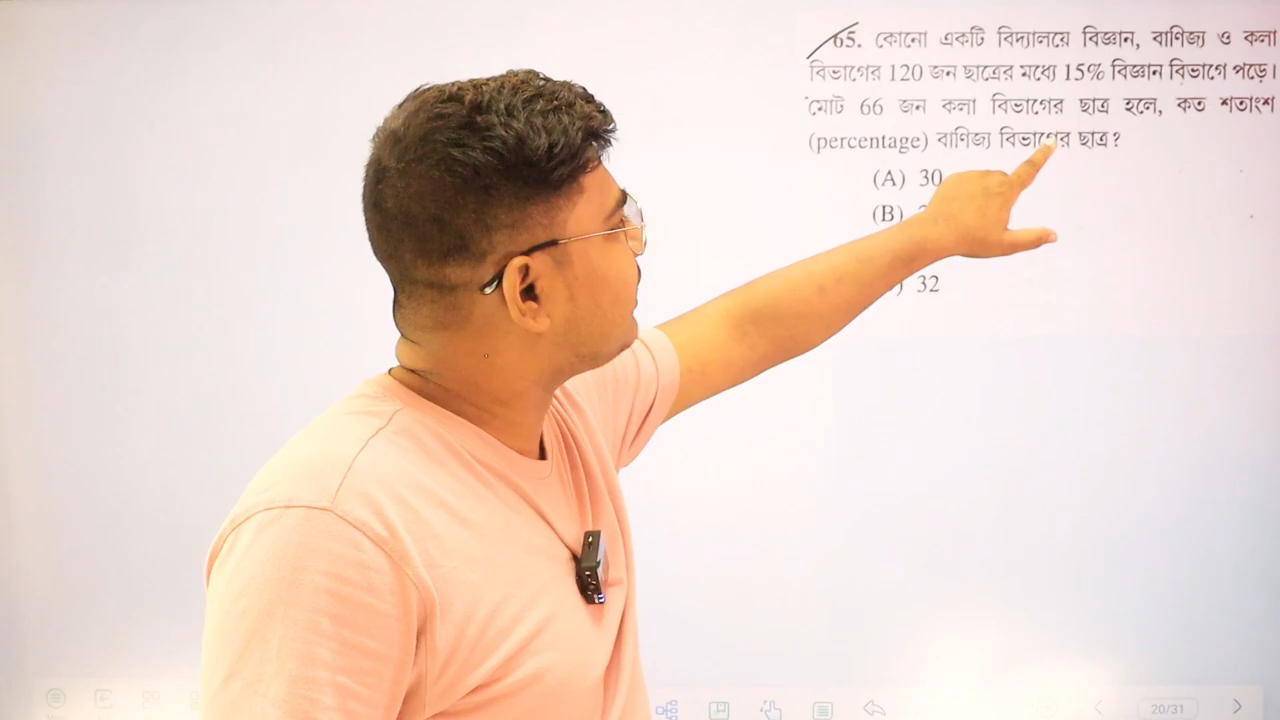 65. কোনো একটি বিদ্যালয়ে বিজ্ঞান, বাণিজ্য ও কলা
বিভাগের 120 জন ছাত্রের মধ্যে 15% বিজ্ঞান বিভাগে পড়ে।
মোট 66 জন কলা বিভাগের ছাত্র হলে, কত শতাংশ
(percentage) বাণিজ্য বিভাগের ছাত্র?
(A) 30
(B)
32
20/31